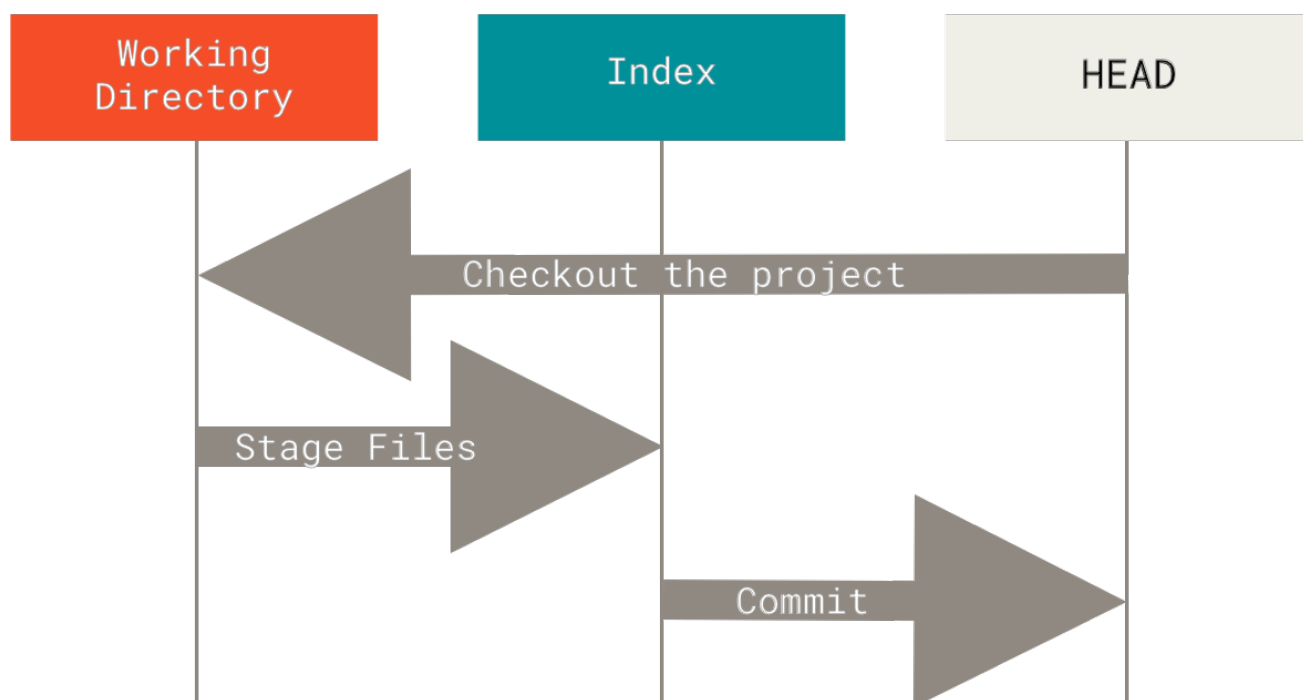 Working
Directory
Index
HEAD
Checkout the project
Stage Files
Commit